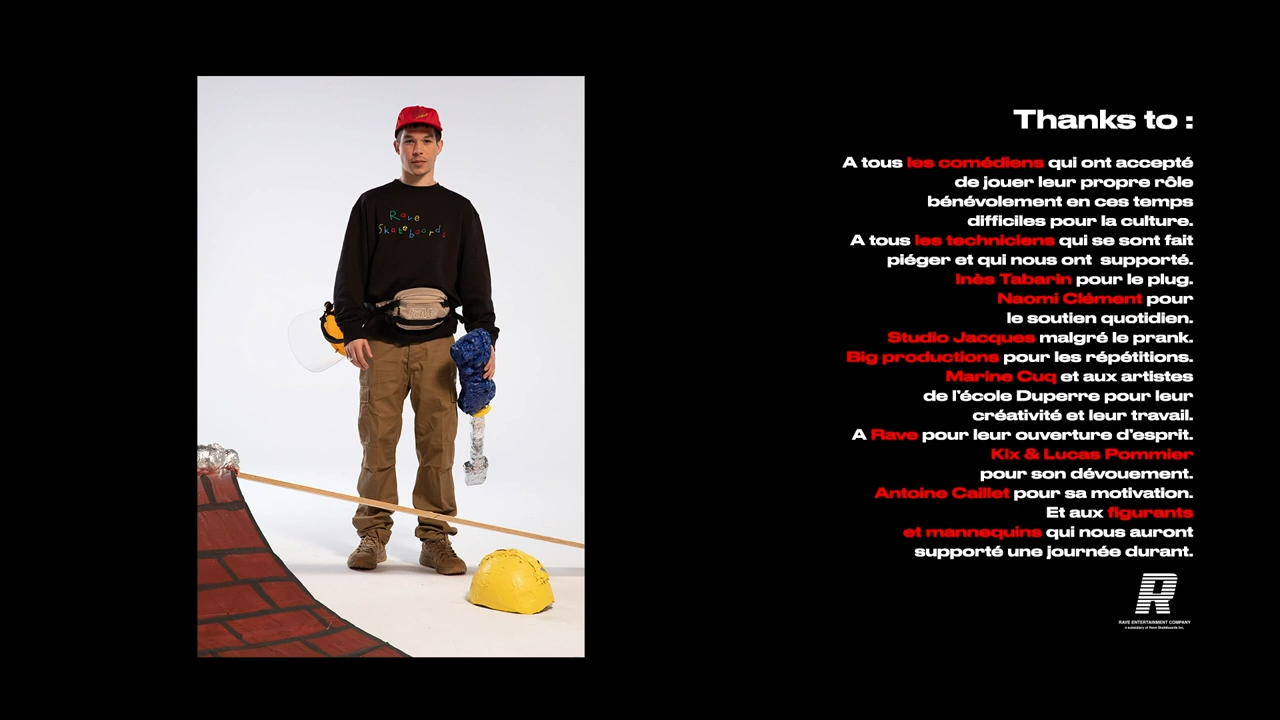 Rave
Skateboards
Thanks to :
A tous les comédiens qui ont accepté
de jouer leur propre rôle
bénévolement en ces temps
difficiles pour la culture.
A tous les techniciens qui se sont fait
piéger et qui nous ont supporté.
Inès Tabarin pour le plug.
Naomi Clément pour
le soutien quotidien.
Studio Jacques malgré le prank.
Big productions pour les répétitions.
Marine Cuq et aux artistes
de l'école Duperre pour leur
créativité et leur travail.
A Rave pour leur ouverture d'esprit.
Kix & Lucas Pommier
pour son dévouement.
Antoine Caillet pour sa motivation.
Et aux figurants
et mannequins qui nous auront
supporté une journée durant.
R
RAVE ENTERTAINMENT COMPANY
a subsidiary of Rave Skateboards Inc.